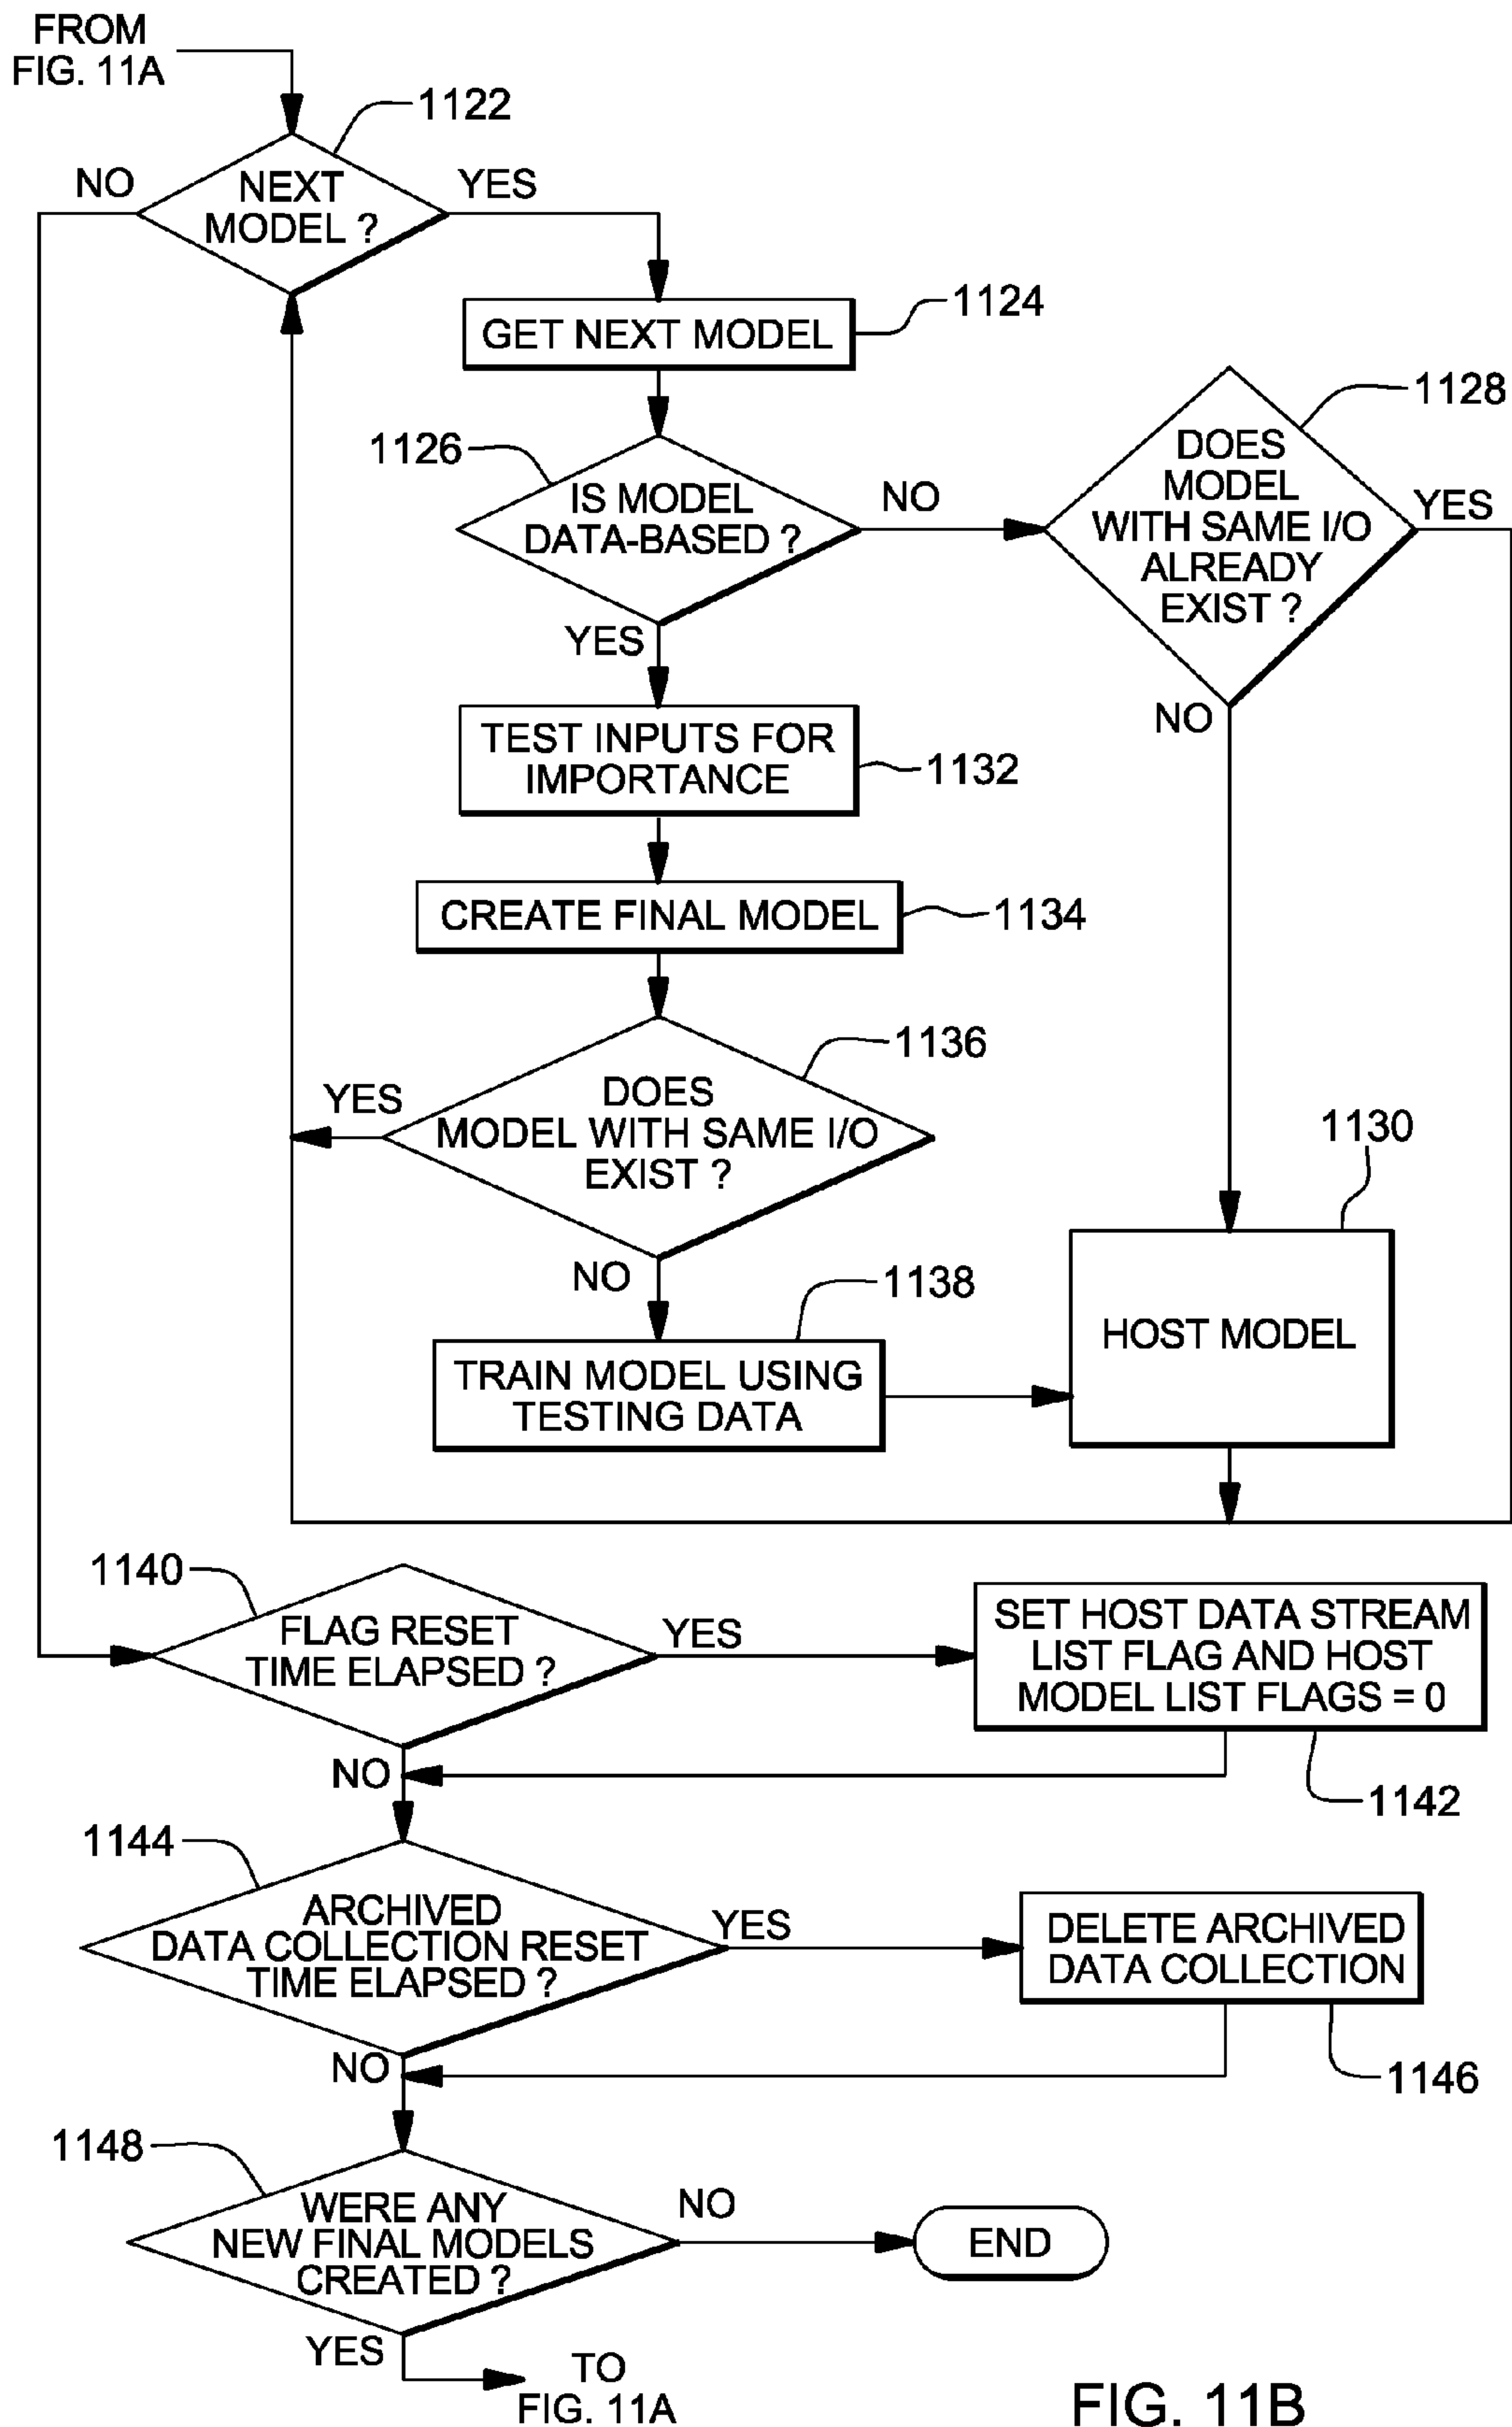 FROM
FIG. 11A
1122
NO
NEXT
MODEL ?
YES
GET NEXT MODEL
1124
1126
IS MODEL
DATA-BASED ?
NO
1128
DOES
MODEL
WITH SAME I/O
ALREADY
EXIST ?
YES
YES
NO
TEST INPUTS FOR
IMPORTANCE
1132
CREATE FINAL MODEL
1134
1136
YES
DOES
MODEL WITH SAME I/O
EXIST ?
1130
NO
1138
HOST MODEL
TRAIN MODEL USING
TESTING DATA
1140
FLAG RESET
TIME ELAPSED ?
YES
SET HOST DATA STREAM
LIST FLAG AND HOST
MODEL LIST FLAGS = 0
NO
1142
1144
ARCHIVED
DATA COLLECTION RESET
TIME ELAPSED ?
YES
DELETE ARCHIVED
DATA COLLECTION
NO
1146
1148
WERE ANY
NEW FINAL MODELS
CREATED ?
NO
END
YES
TO
FIG. 11A
FIG. 11B